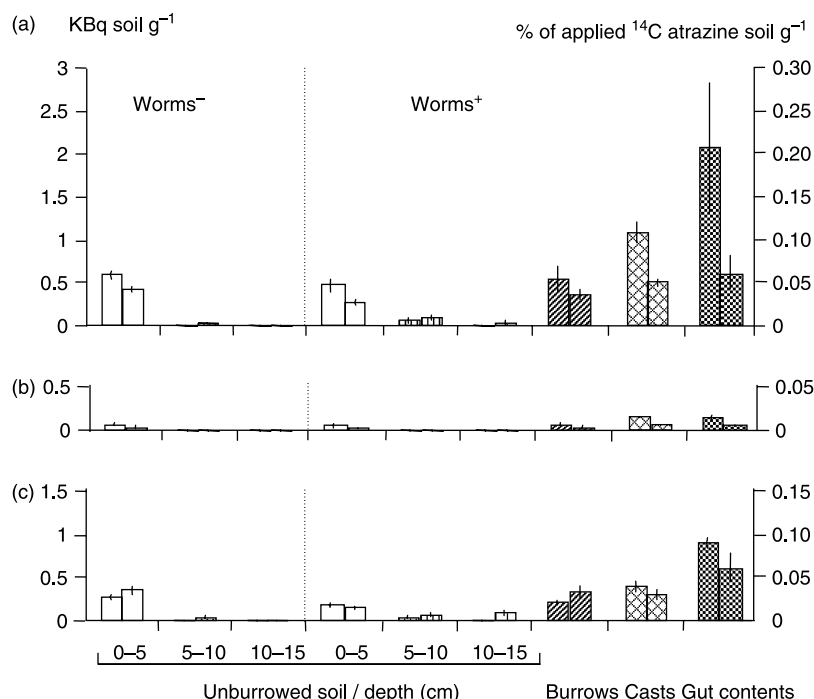 (a) KBq soil g⁻¹
% of applied ¹⁴C atrazine soil g⁻¹
3 0.30
Worms⁻ Worms⁺
2.5 0.25
2 0.20
1.5 0.15
1 0.10
0.5 0.05
0 0
(b) 0.5 0.05
0 0
(c) 1.5 0.15
1 0.10
0.5 0.05
0 0
0–5 5–10 10–15 0–5 5–10 10–15
Unburrowed soil / depth (cm) Burrows Casts Gut contents